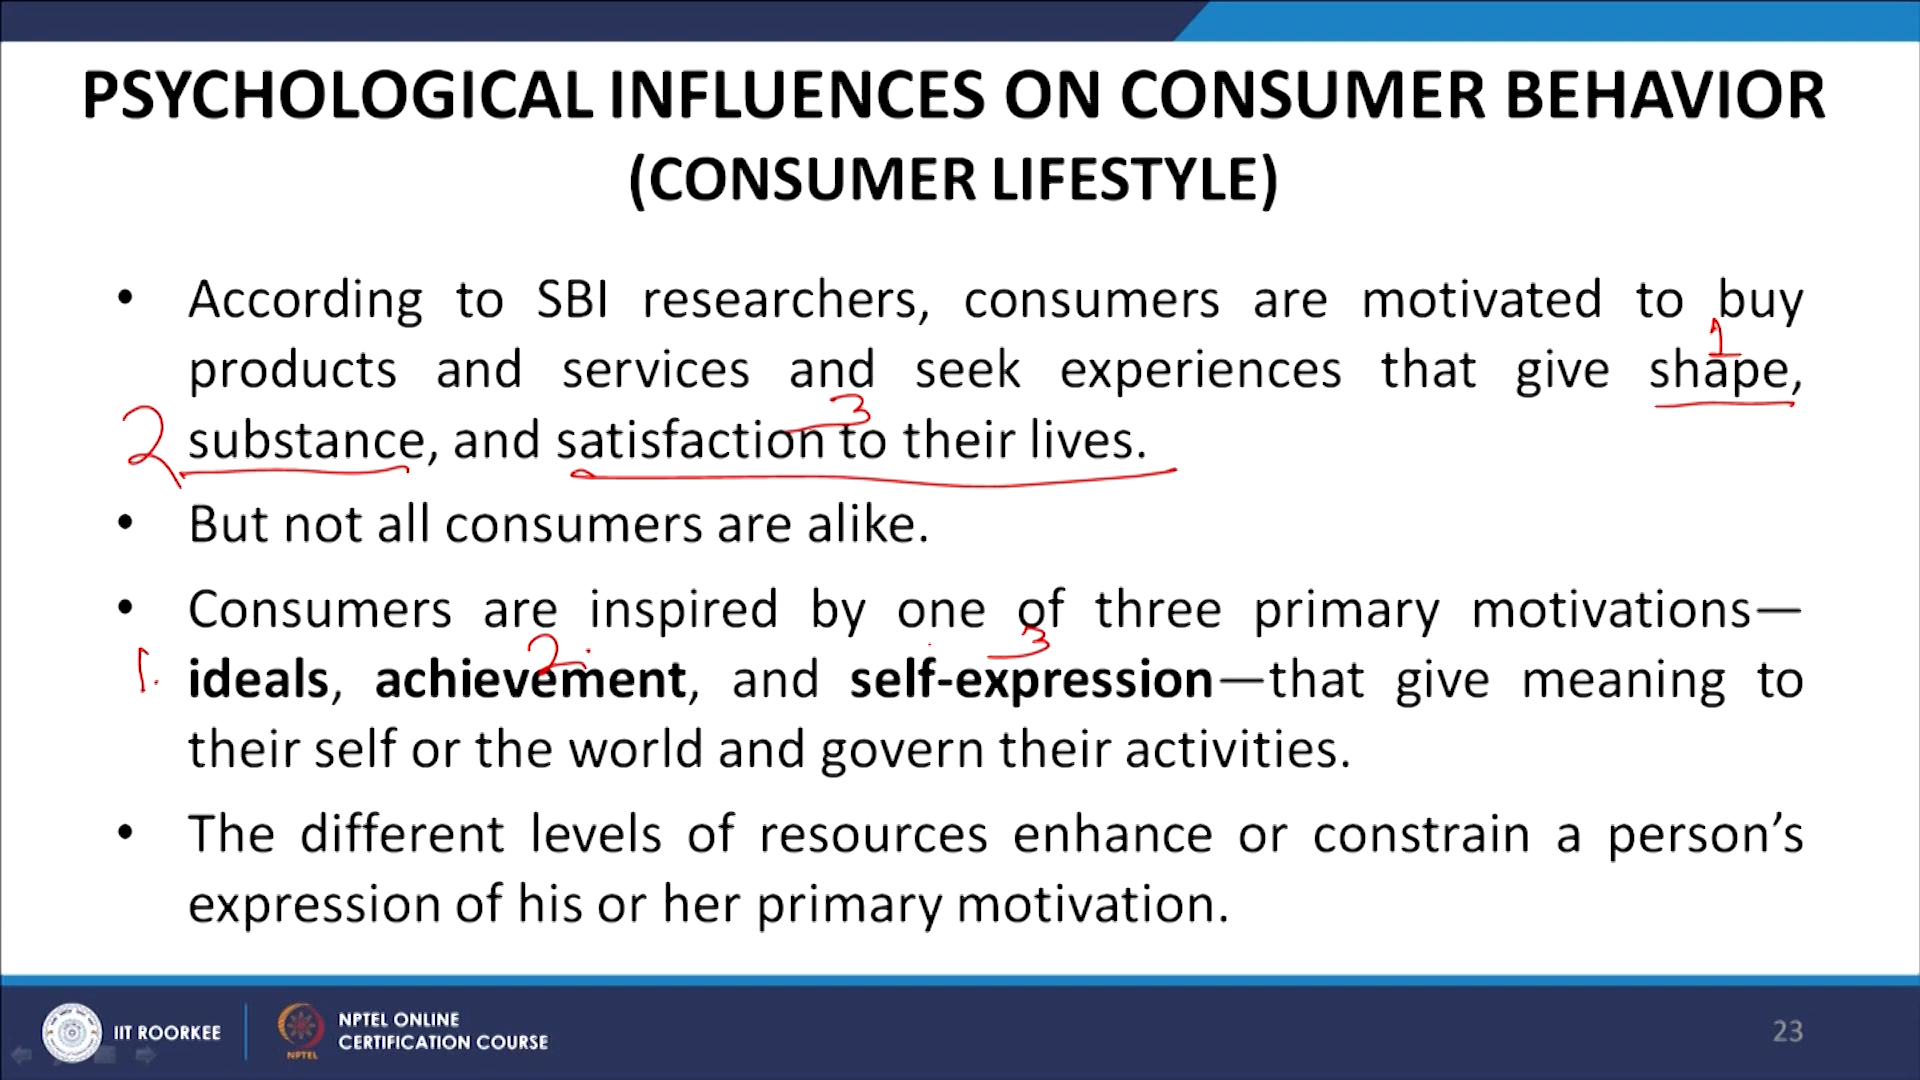 PSYCHOLOGICAL INFLUENCES ON CONSUMER BEHAVIOR
(CONSUMER LIFESTYLE)
• According to SBI researchers, consumers are motivated to buy
1
products and services and seek experiences that give shape,
2 3
substance, and satisfaction to their lives.
• But not all consumers are alike.
• Consumers are inspired by one of three primary motivations—
1. 2. 3
ideals, achievement, and self-expression—that give meaning to
their self or the world and govern their activities.
• The different levels of resources enhance or constrain a person’s
expression of his or her primary motivation.
IIT ROORKEE
NPTEL
NPTEL ONLINE
CERTIFICATION COURSE
23